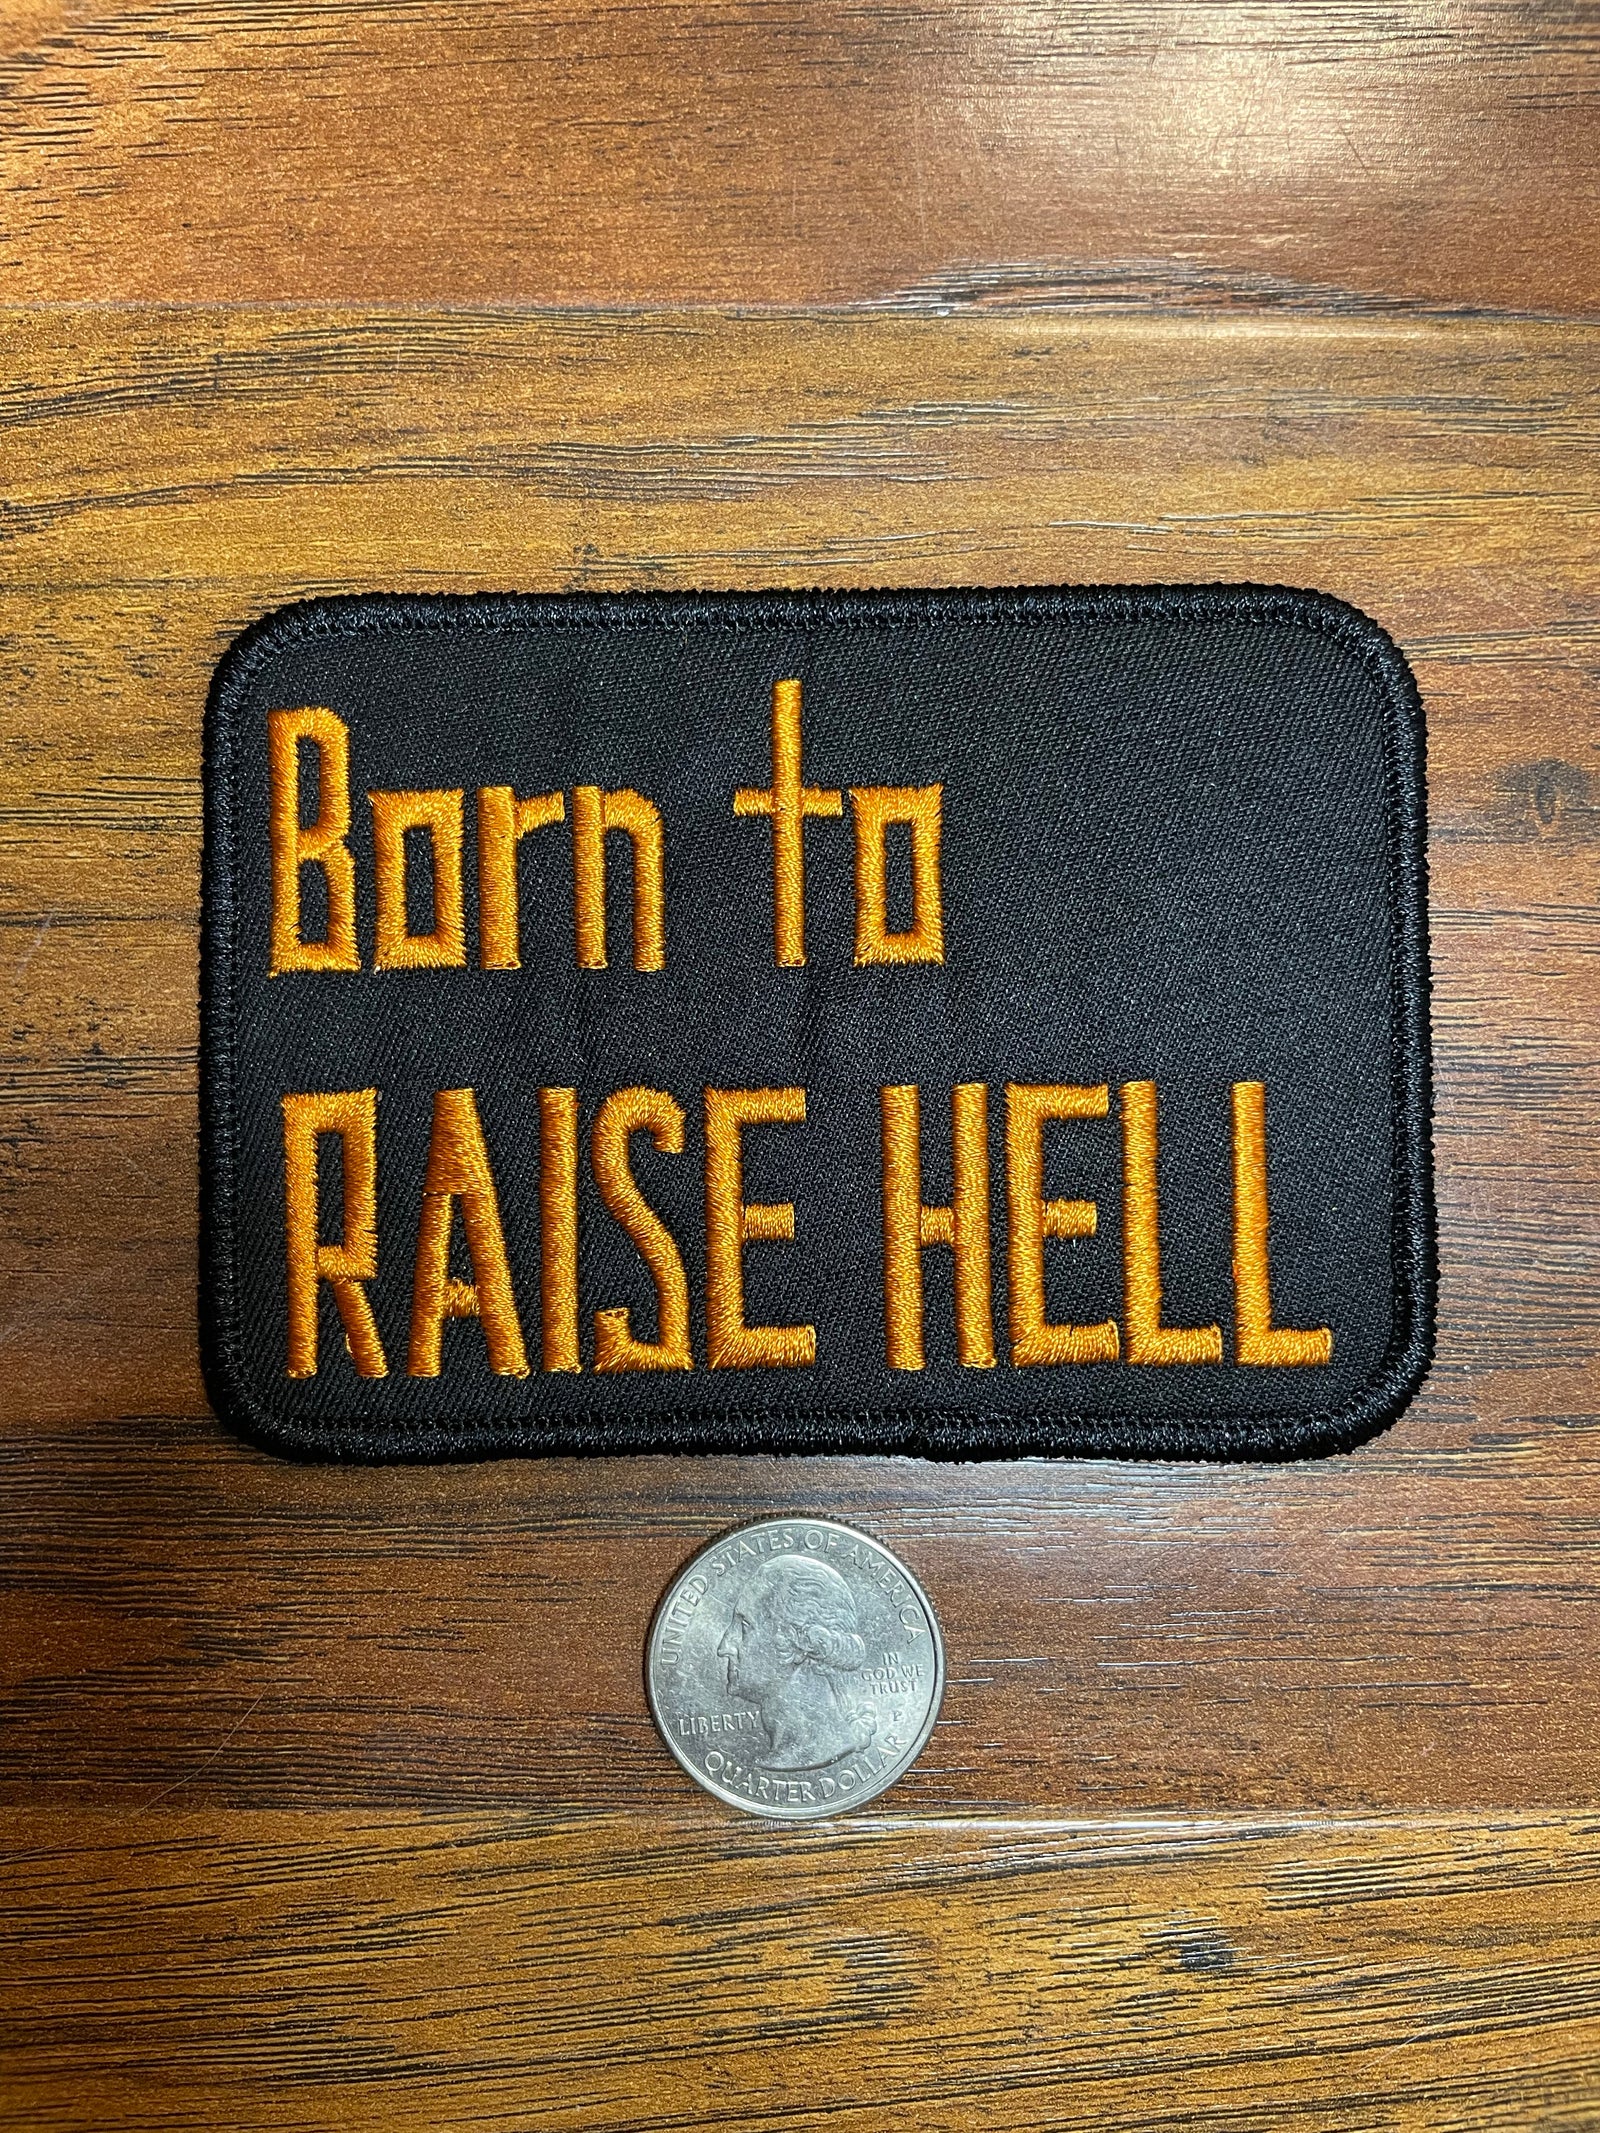 Born to
RAISE HELL
UNITED STATES OF AMERICA
LIBERTY
IN
GOD WE
TRUST
P
QUARTER DOLLAR